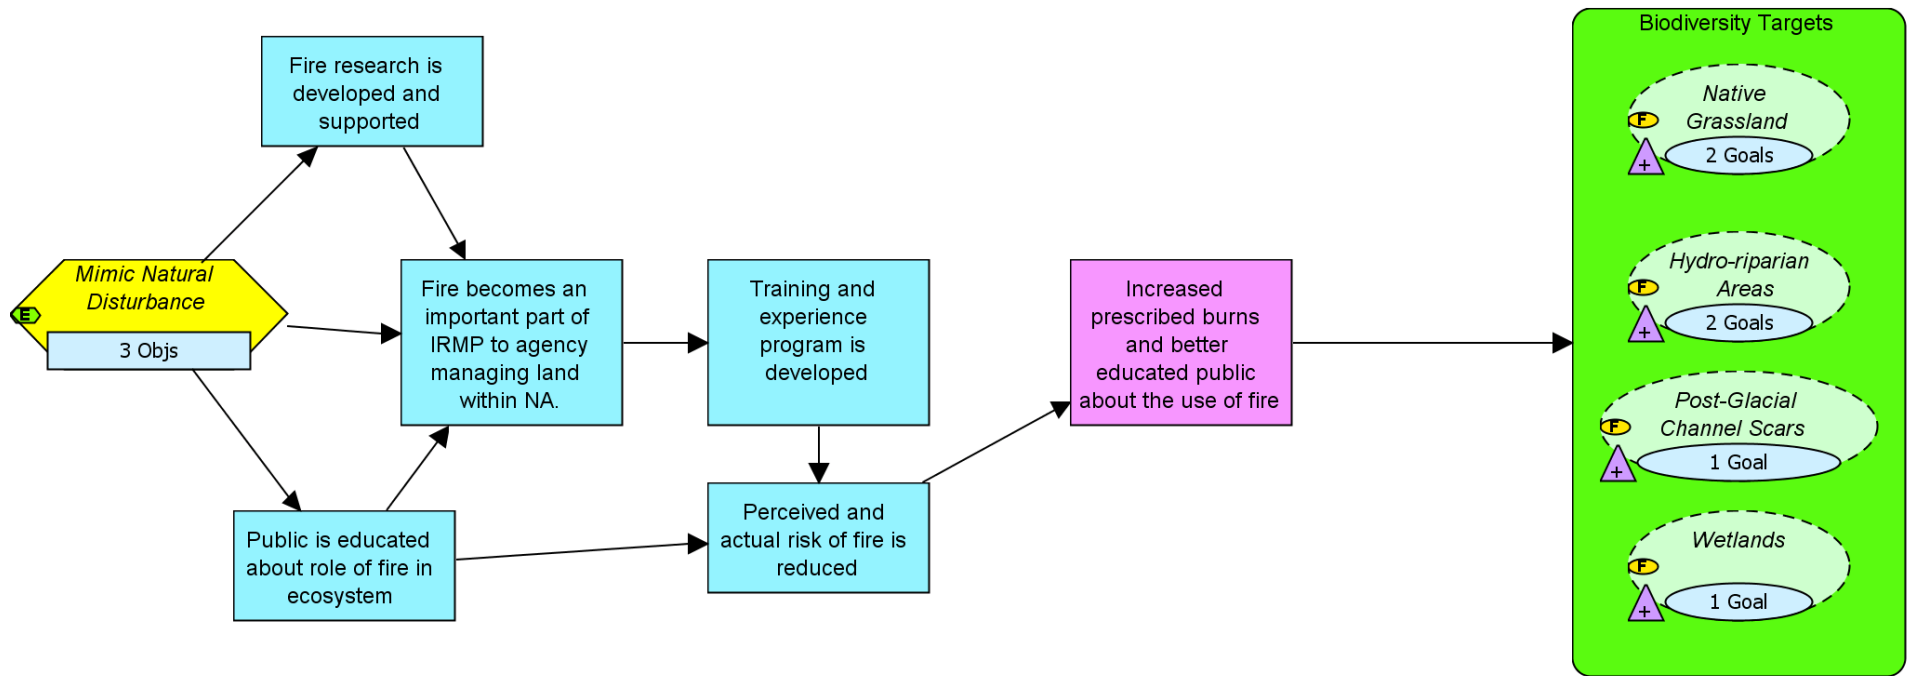 Biodiversity Targets
Fire research is
developed and
supported
Mimic Natural
Disturbance
E
3 Objs
Fire becomes an
important part of
IRMP to agency
managing land
within NA.
Public is educated
about role of fire in
ecosystem
Training and
experience
program is
developed
Perceived and
actual risk of fire is
reduced
Increased
prescribed burns
and better
educated public
about the use of fire
Native
Grassland
F
+
2 Goals
Hydro-riparian
Areas
F
+
2 Goals
Post-Glacial
Channel Scars
F
+
1 Goal
Wetlands
F
+
1 Goal